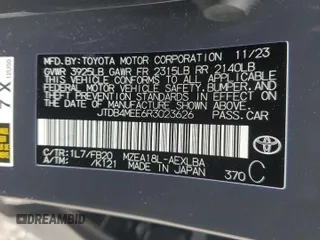 MFD. BY: TOYOTA MOTOR CORPORATION 11/23
GVWR 3925LB GAWR FR 2315LB RR 2140LB
THIS VEHICLE CONFORMS TO ALL APPLICABLE
FEDERAL MOTOR VEHICLE SAFETY, BUMPER, AND
THEFT PREVENTION STANDARDS IN EFFECT ON
THE DATE OF MANUFACTURE SHOWN ABOVE.
JTDB4MEE6R3023626 PASS.CAR
C/TR:1L7/FB20 MZEA18L-AEXLBA
A/TM: /K121 MADE IN JAPAN 370 C
TOYOTA
7 X
DREAMBID